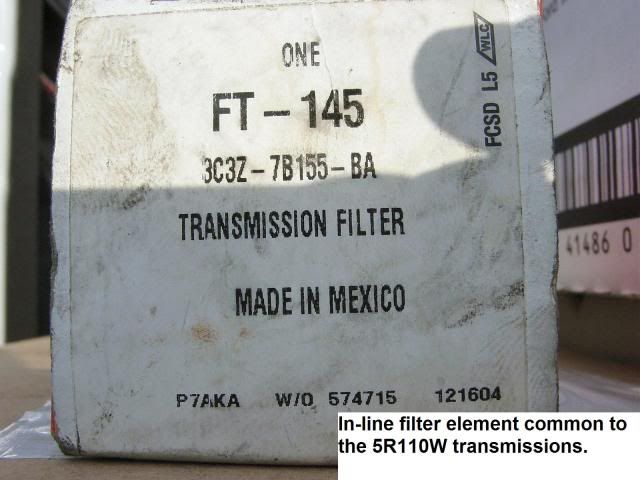 ONE
FT-145
3C3Z-7B155-BA
TRANSMISSION FILTER
MADE IN MEXICO
P7AKA W/O 574715 121604
FCSD L5 WLC
41486 0
In-line filter element common to
the 5R110W transmissions.